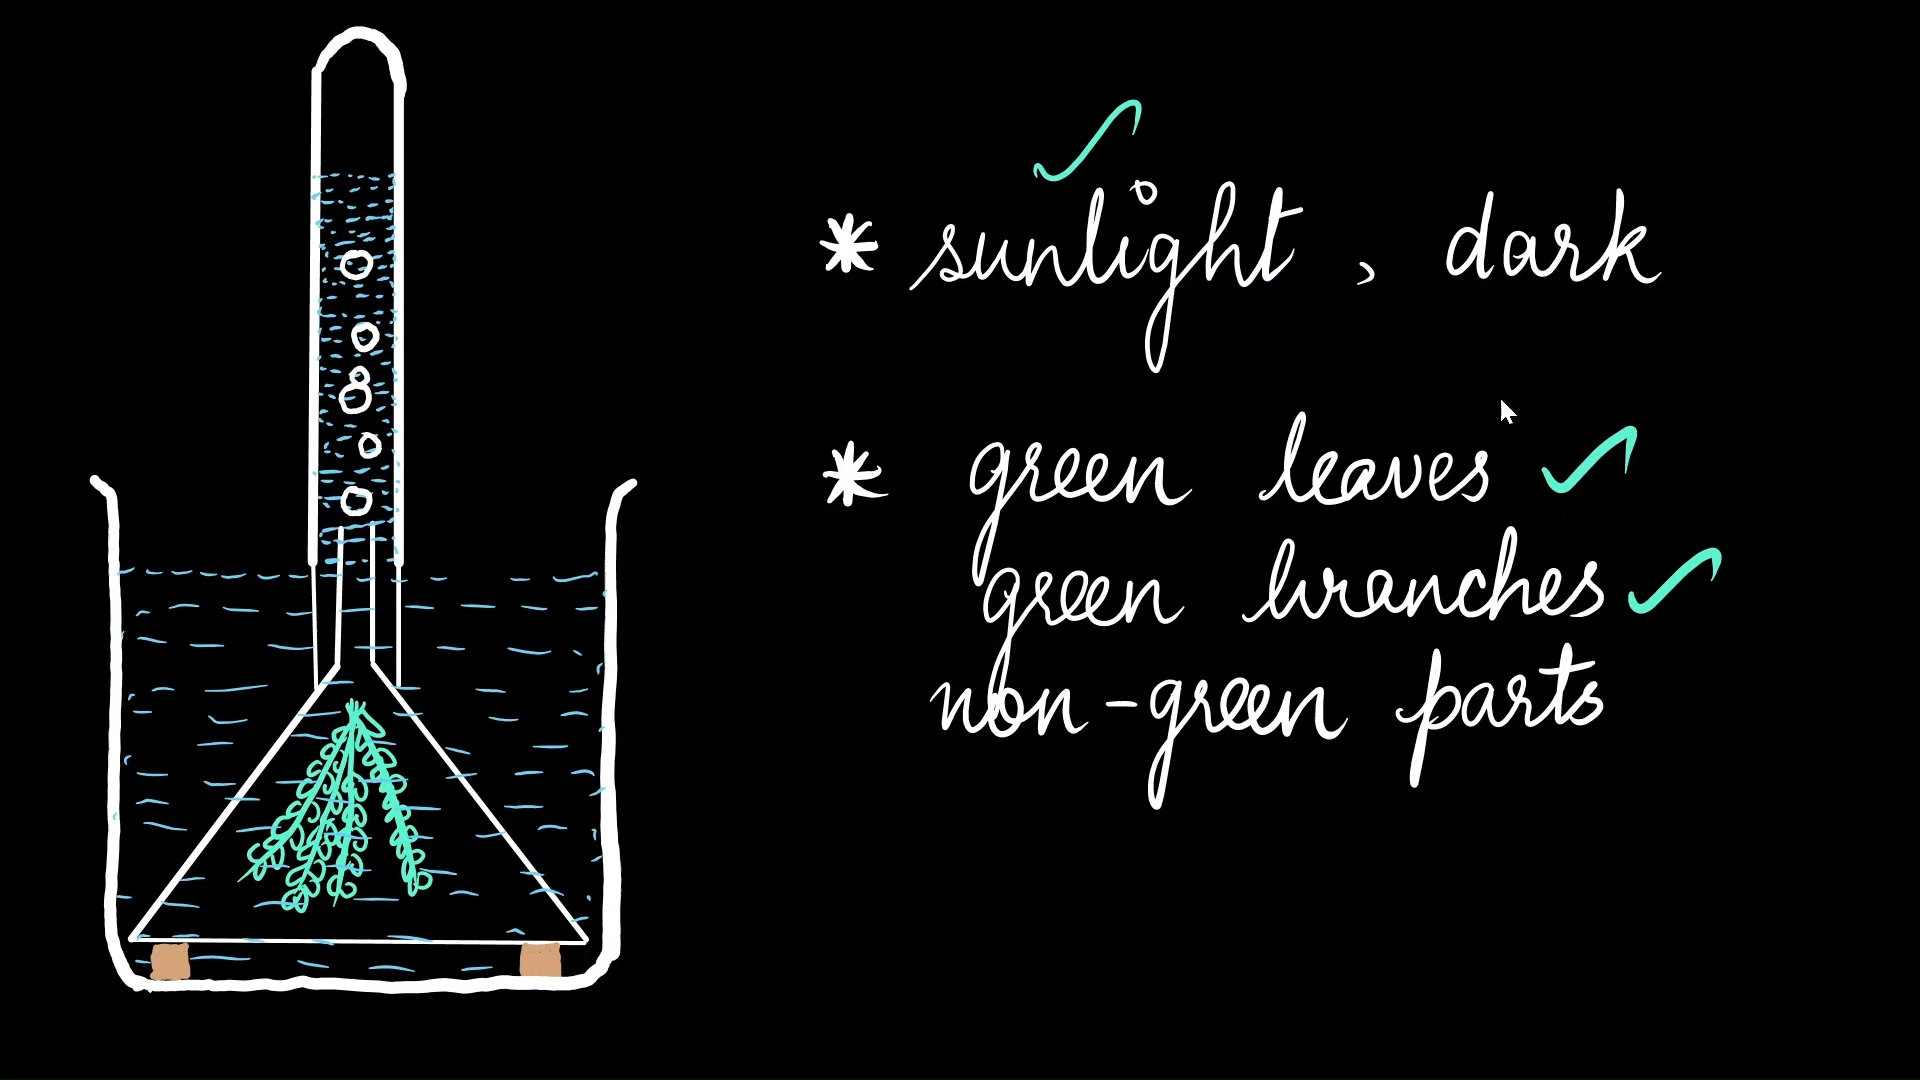 * sunlight , dark
* green leaves
green branches
non-green parts